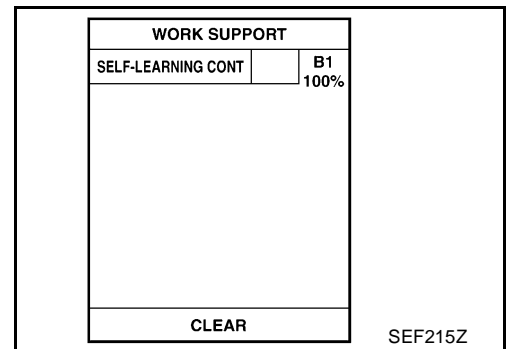 WORK SUPPORT
SELF-LEARNING CONT B1
100%
CLEAR
SEF215Z